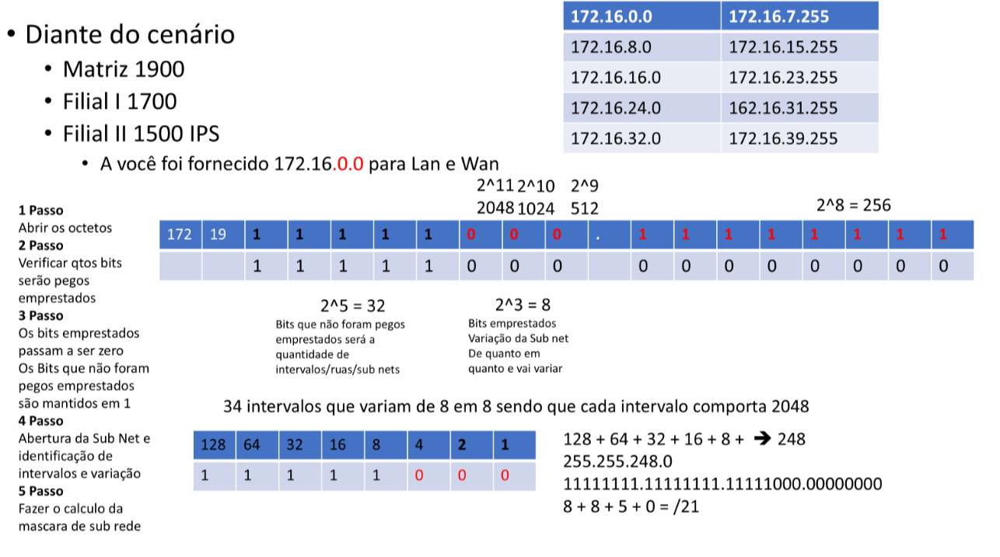 • Diante do cenário
• Matriz 1900
• Filial I 1700
• Filial II 1500 IPS
• A você foi fornecido 172.16.0.0 para Lan e Wan
172.16.0.0 172.16.7.255
172.16.8.0 172.16.15.255
172.16.16.0 172.16.23.255
172.16.24.0 162.16.31.255
172.16.32.0 172.16.39.255
1 Passo
Abrir os octetos
2 Passo
Verificar qtos bits
serão pegos
emprestados
3 Passo
Os bits emprestados
passam a ser zero
Os Bits que não foram
pegos emprestados
são mantidos em 1
4 Passo
Abertura da Sub Net e
identificação de
intervalos e variação
5 Passo
Fazer o calculo da
mascara de sub rede
2^11 2^10 2^9
2048 1024 512
2^8 = 256
172 19 1 1 1 1 1 0 0 0 . 1 1 1 1 1 1 1 1
1 1 1 1 1 0 0 0 0 0 0 0 0 0 0 0
2^5 = 32
Bits que não foram pegos
emprestados será a
quantidade de
intervalos/ruas/sub nets
2^3 = 8
Bits emprestados
Variação da Sub net
De quanto em
quanto e vai variar
34 intervalos que variam de 8 em 8 sendo que cada intervalo comporta 2048
128 64 32 16 8 4 2 1
1 1 1 1 1 0 0 0
128 + 64 + 32 + 16 + 8 + ➔ 248
255.255.248.0
11111111.11111111.11111000.00000000
8 + 8 + 5 + 0 = /21